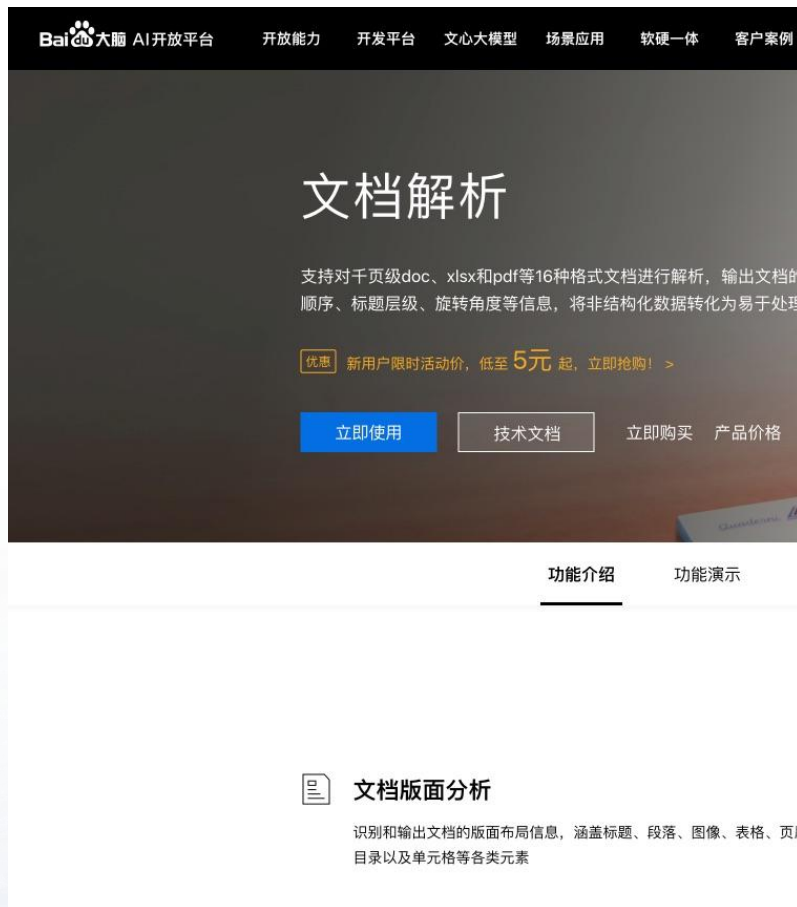 Bai du 大脑 AI开放平台 开放能力 开发平台 文心大模型 场景应用 软硬一体 客户案例
文档解析
支持对千页级doc、xlsx和pdf等16种格式文档进行解析，输出文档的
顺序、标题层级、旋转角度等信息，将非结构化数据转化为易于处理
优惠 新用户限时活动价，低至 5元 起，立即抢购！ >
立即使用 技术文档 立即购买 产品价格
功能介绍 功能演示
文档版面分析
识别和输出文档的版面布局信息，涵盖标题、段落、图像、表格、页
目录以及单元格等各类元素